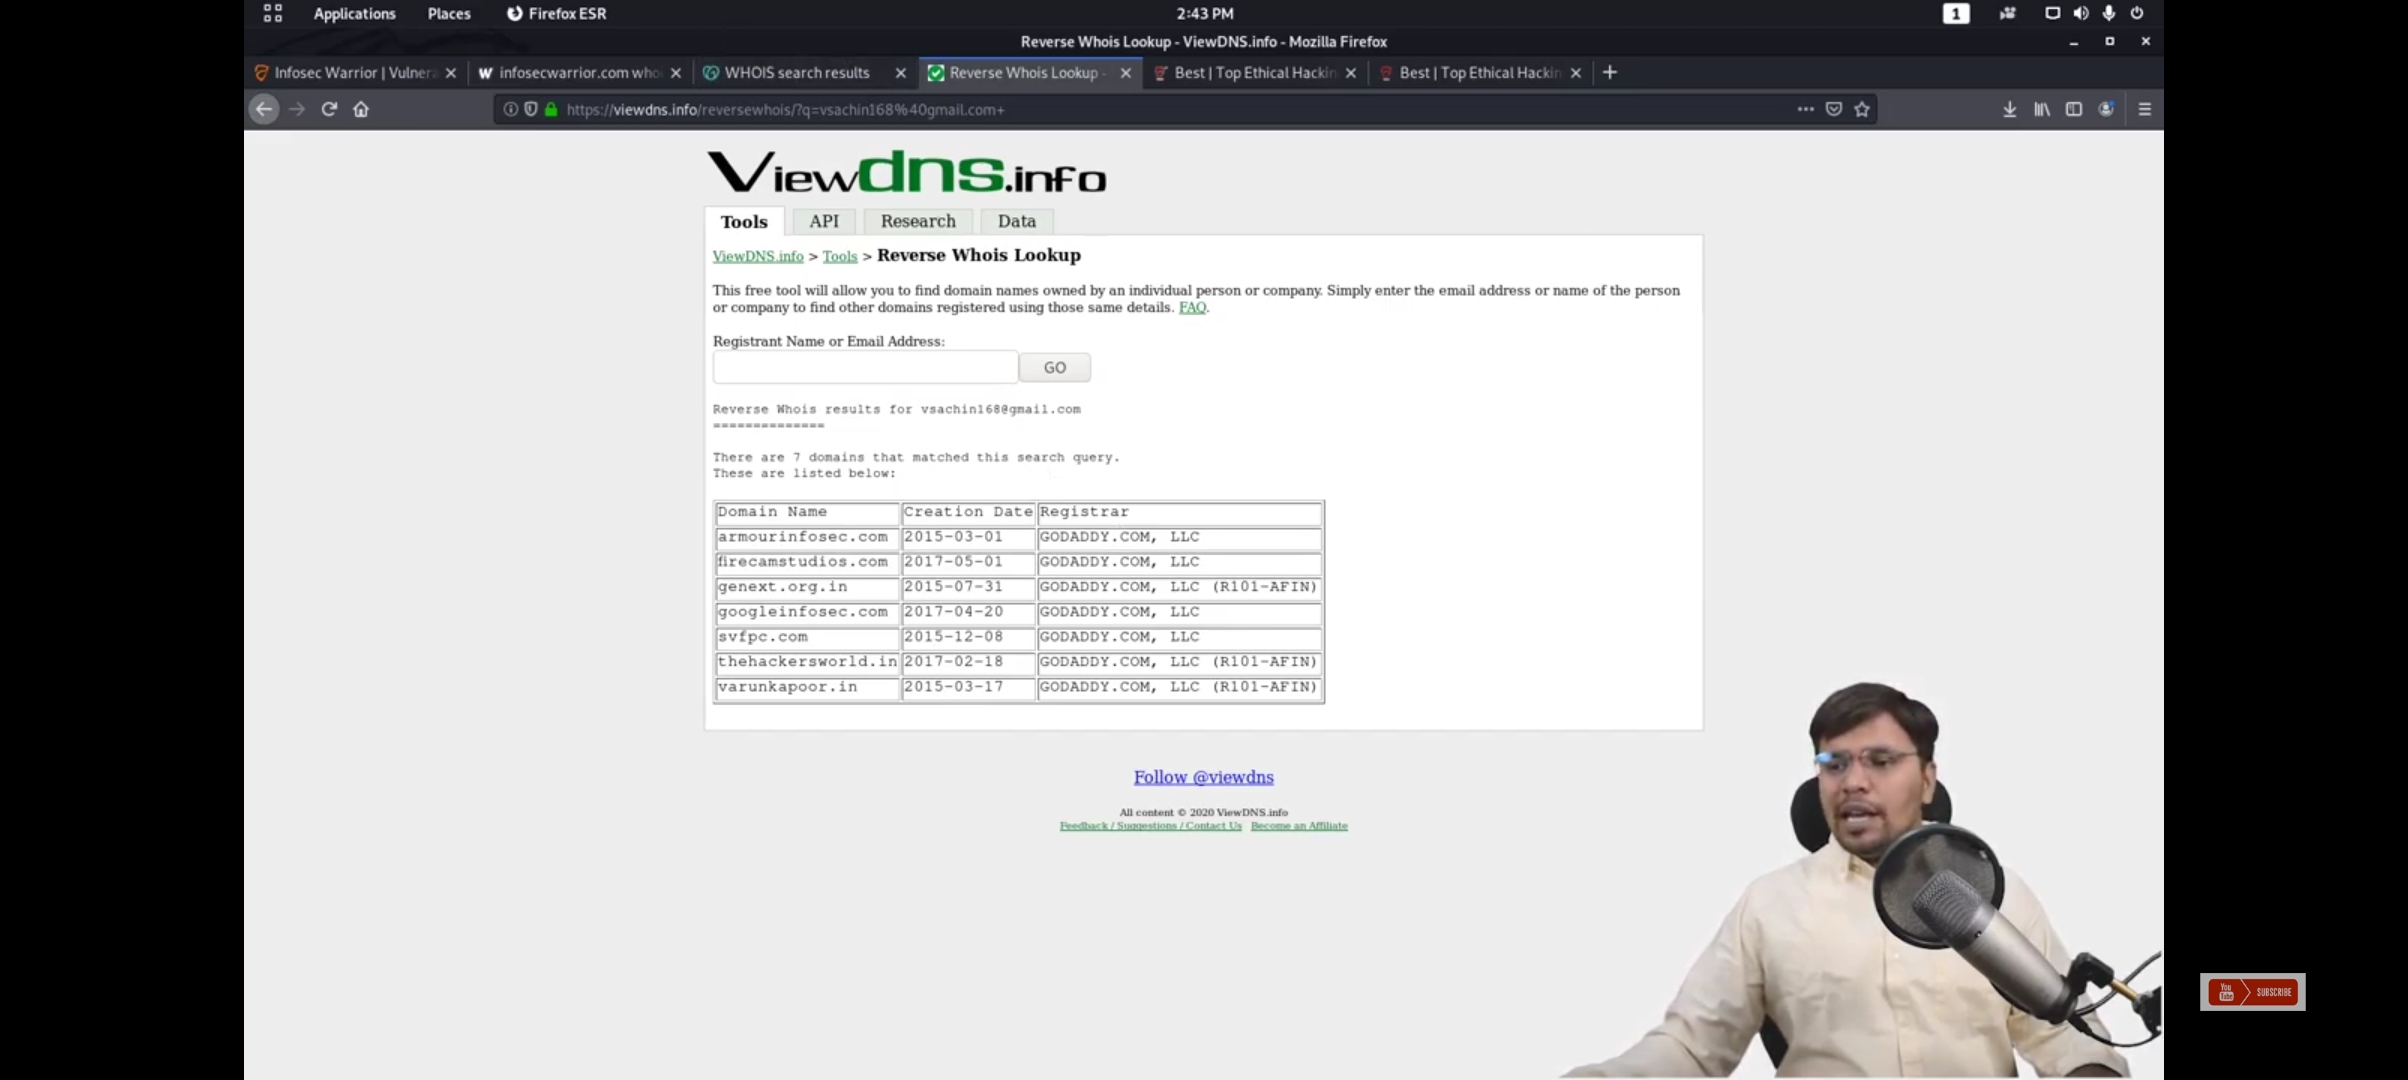 Applications Places Firefox ESR 2:43 PM 1
Reverse Whois Lookup - ViewDNS.info - Mozilla Firefox
Infosec Warrior | Vulner infosecwarrior.com who WHOIS search results Reverse Whois Lookup - Best | Top Ethical Hackin Best | Top Ethical Hackin
https://viewdns.info/reversewhois/?q=vsachin168%40gmail.com+
Viewdns.info
Tools API Research Data
ViewDNS.info > Tools > Reverse Whois Lookup
This free tool will allow you to find domain names owned by an individual person or company. Simply enter the email address or name of the person
or company to find other domains registered using those same details. FAQ.
Registrant Name or Email Address:
GO
Reverse Whois results for vsachin168@gmail.com
==============
There are 7 domains that matched this search query.
These are listed below:
Domain Name Creation Date Registrar
armourinfosec.com 2015-03-01 GODADDY.COM, LLC
firecamstudios.com 2017-05-01 GODADDY.COM, LLC
genext.org.in 2015-07-31 GODADDY.COM, LLC (R101-AFIN)
googleinfosec.com 2017-04-20 GODADDY.COM, LLC
svfpc.com 2015-12-08 GODADDY.COM, LLC
thehackersworld.in 2017-02-18 GODADDY.COM, LLC (R101-AFIN)
varunkapoor.in 2015-03-17 GODADDY.COM, LLC (R101-AFIN)
Follow @viewdns
All content © 2020 ViewDNS.info
Feedback / Suggestions / Contact Us Become an Affiliate
You Tube SUBSCRIBE